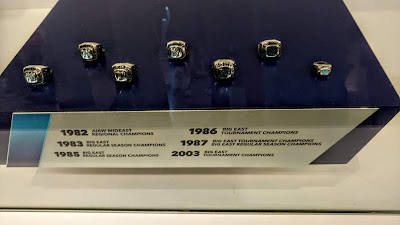 1982 AIAW MIDEAST REGIONAL CHAMPIONS
1983 BIG EAST REGULAR SEASON CHAMPIONS
1985 BIG EAST REGULAR SEASON CHAMPIONS
1986 BIG EAST TOURNAMENT CHAMPIONS
1987 BIG EAST TOURNAMENT CHAMPIONS BIG EAST REGULAR SEASON CHAMPIONS
2003 BIG EAST TOURNAMENT CHAMPIONS